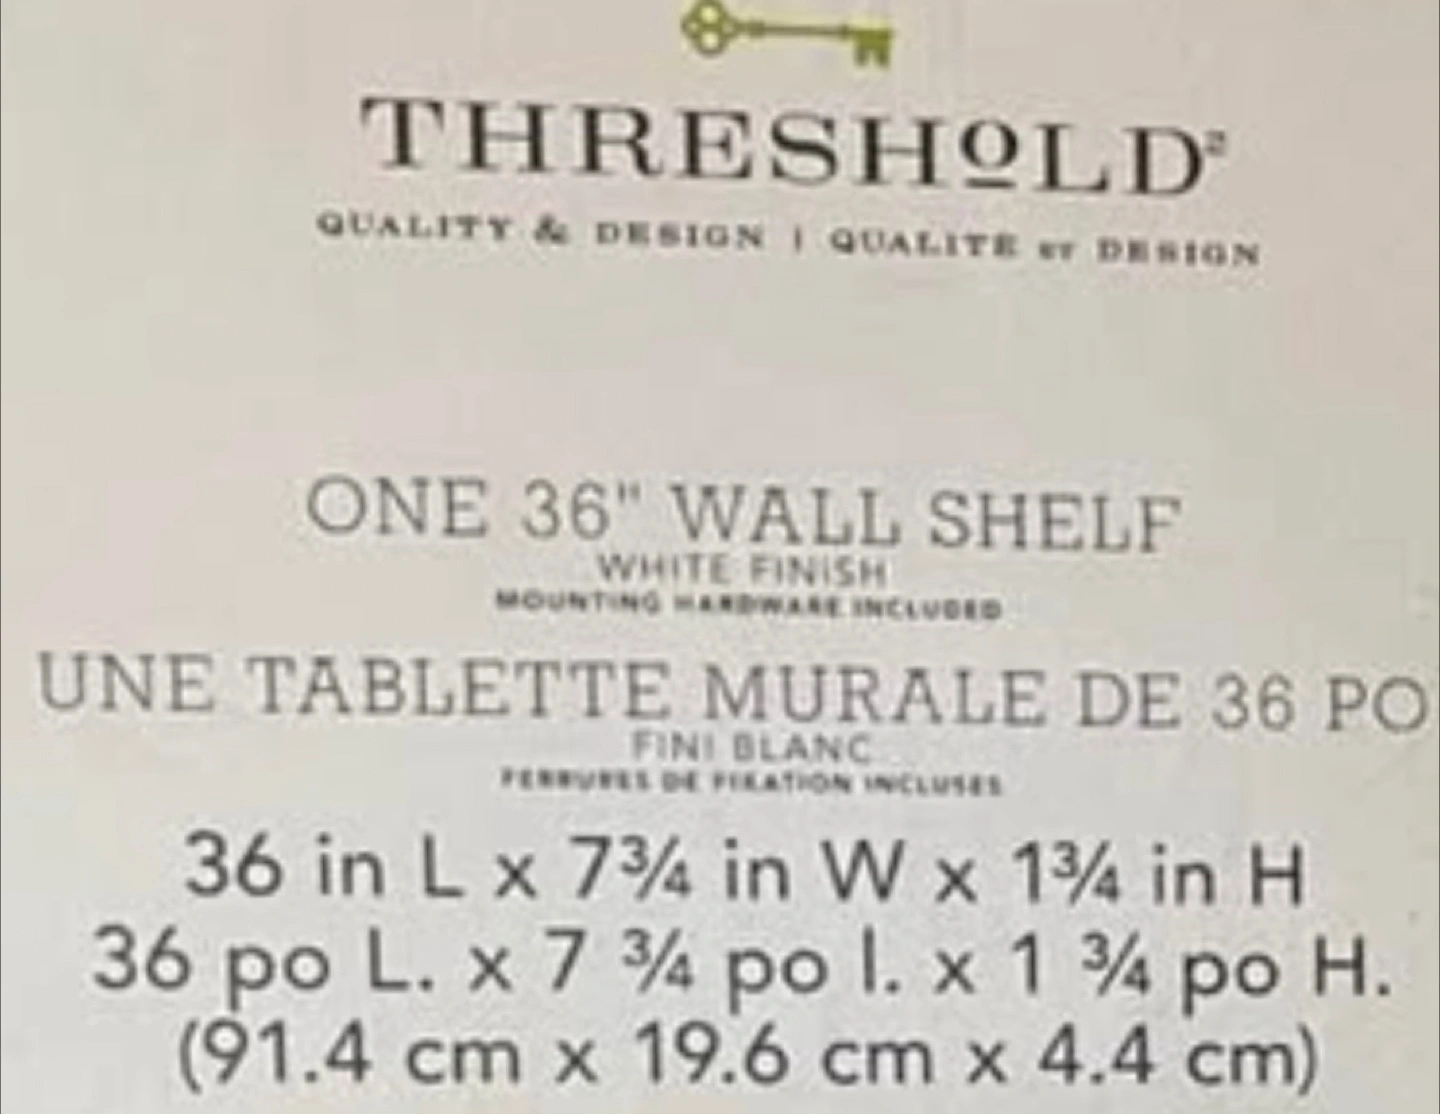 THRESHOLD
QUALITY & DESIGN | QUALITÉ ET DESIGN
ONE 36" WALL SHELF
WHITE FINISH
MOUNTING HARDWARE INCLUDED
UNE TABLETTE MURALE DE 36 PO
FINI BLANC
FERRURES DE FIXATION INCLUSES
36 in L x 7¾ in W x 1¾ in H
36 po L. x 7 ¾ po l. x 1 ¾ po H.
(91.4 cm x 19.6 cm x 4.4 cm)